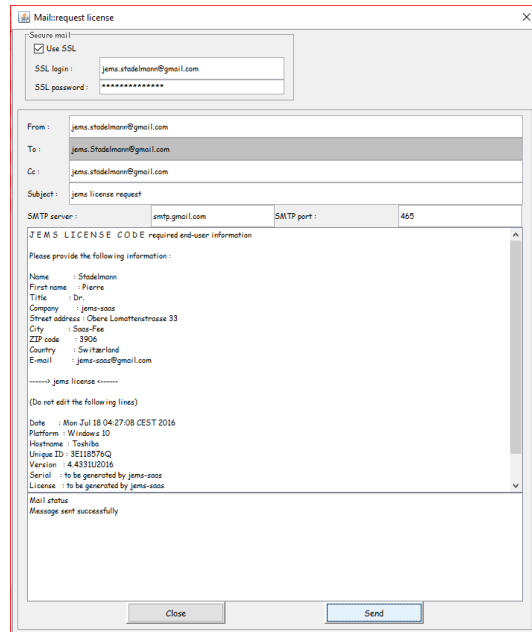 Mail::request license
Secure mail
Use SSL
SSL login : jems.stadelmann@gmail.com
SSL password : **************
From : jems.stadelmann@gmail.com
To : jems.Stadelmann@gmail.com
Cc : jems.stadelmann@gmail.com
Subject : jems license request
SMTP server : smtp.gmail.com SMTP port : 465
J E M S L I C E N S E C O D E required end-user information
Please provide the following information :
Name : Stadelmann
First name : Pierre
Title : Dr.
Company : jems-saas
Street address : Obere Lomattenstrasse 33
City : Saas-Fee
ZIP code : 3906
Country : Switzerland
E-mail : jems-saas@gmail.com
------> jems license <------
(Do not edit the following lines)
Date : Mon Jul 18 04:27:08 CEST 2016
Platform : Windows 10
Hostname : Toshiba
Unique ID : 3E118576Q
Version : 4.4331U2016
Serial : to be generated by jems-saas
License : to be generated by jems-saas
Mail status
Message sent successfully
Close Send